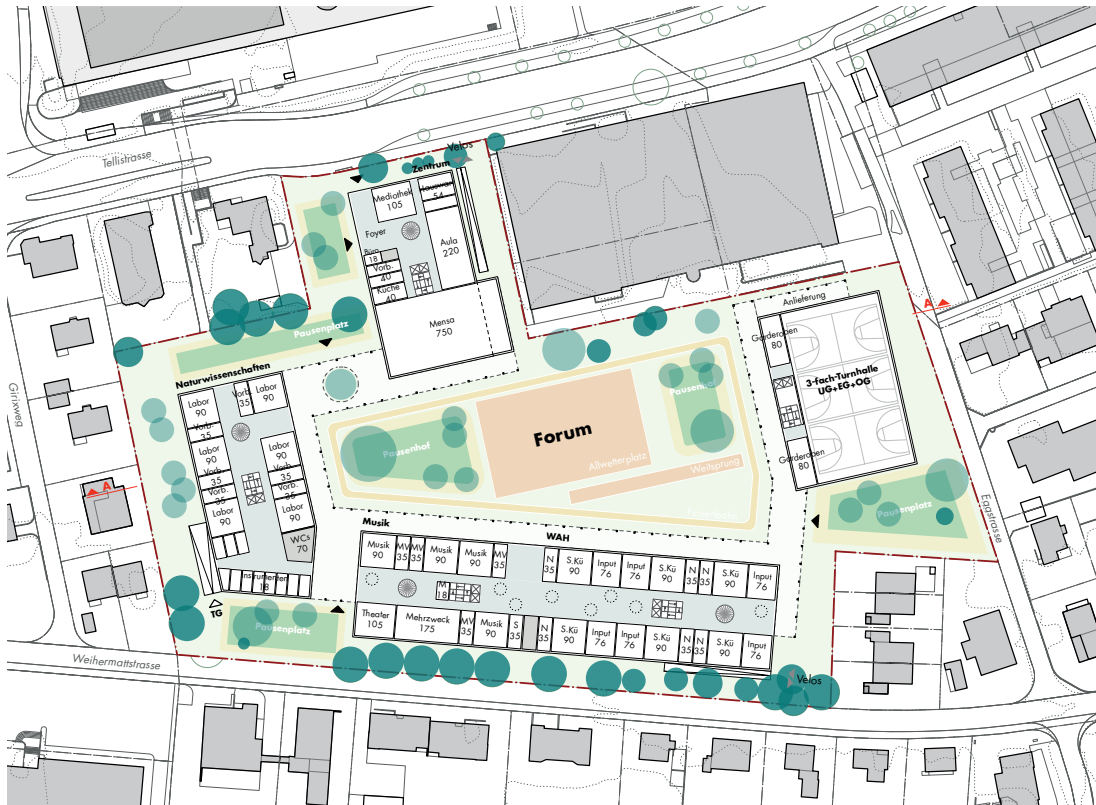 Tellistrasse
Velos
Zentrum
Mediothek
105
Hauswart
54
Foyer
Aula
220
Büro
18
Vorb.
40
Küche
40
Mensa
750
Pausenplatz
Anlieferung
Garderoben
80
3-fach-Turnhalle
UG+EG+OG
Garderoben
80
A
Naturwissenschaften
Labor
90
Vorb.
35
Labor
90
Vorb.
35
Labor
90
Labor
90
Vorb.
35
Vorb.
35
Vorb.
35
Labor
90
Labor
90
WCs
70
Instrumenten
18
Gifixweg
A
Pausenhof
Forum
Allwetterplatz
Pausenhof
Weitsprung
Pausenplatz
Eggstrasse
Musik
WAH
Musik
90
MV
35
MV
35
Musik
90
Musik
90
MV
35
N
35
S.Kü
90
Input
76
Input
76
S.Kü
90
N
35
N
35
S.Kü
90
Input
76
M
18
Theater
105
Mehrzweck
175
MV
35
Musik
90
S
35
N
35
S.Kü
90
Input
76
Input
76
S.Kü
90
N
35
N
35
S.Kü
90
Input
76
TG
Pausenplatz
Weihermattstrasse
Velos